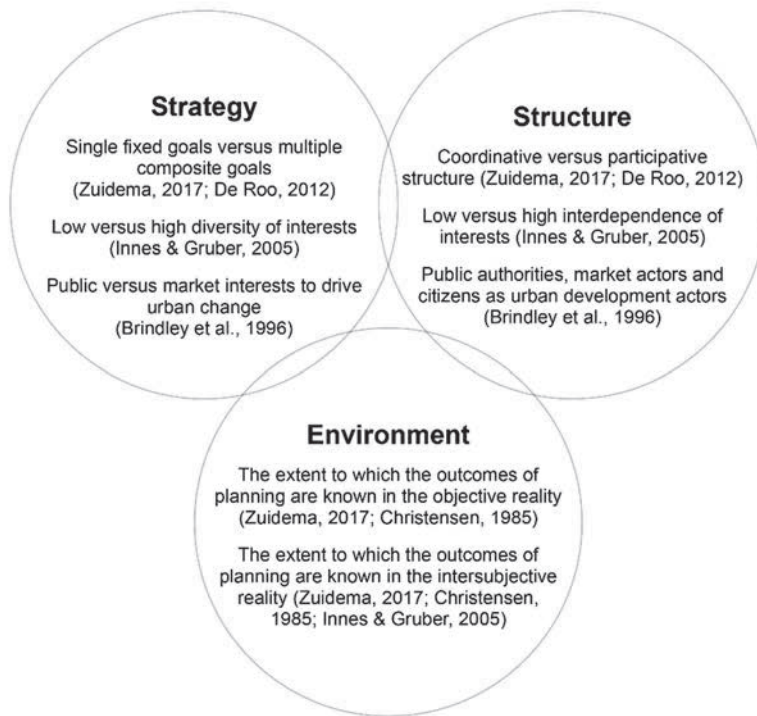 Strategy
Single fixed goals versus multiple
composite goals
(Zuidema, 2017; De Roo, 2012)
Low versus high diversity of interests
(Innes & Gruber, 2005)
Public versus market interests to drive
urban change
(Brindley et al., 1996)
Structure
Coordinative versus participative
structure (Zuidema, 2017; De Roo, 2012)
Low versus high interdependence of
interests (Innes & Gruber, 2005)
Public authorities, market actors and
citizens as urban development actors
(Brindley et al., 1996)
Environment
The extent to which the outcomes of
planning are known in the objective reality
(Zuidema, 2017; Christensen, 1985)
The extent to which the outcomes of
planning are known in the intersubjective
reality (Zuidema, 2017; Christensen,
1985; Innes & Gruber, 2005)